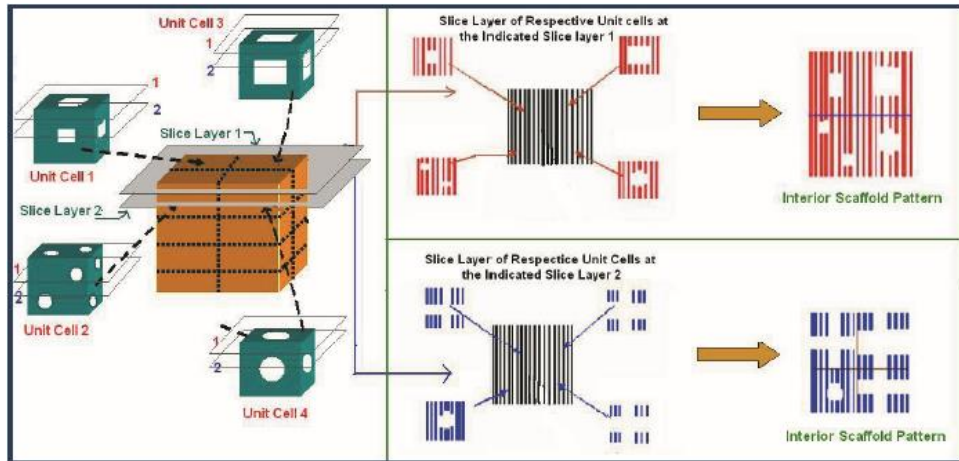 Unit Cell 3
1
2
1
2
Slice Layer 1
Unit Cell 1
Slice Layer 2
1
2
Unit Cell 2
1
2
Unit Cell 4
Slice Layer of Respective Unit cells at
the Indicated Slice layer 1
Interior Scaffold Pattern
Slice Layer of Respectice Unit Cells at
the Indicated Slice Layer 2
Interior Scaffold Pattern